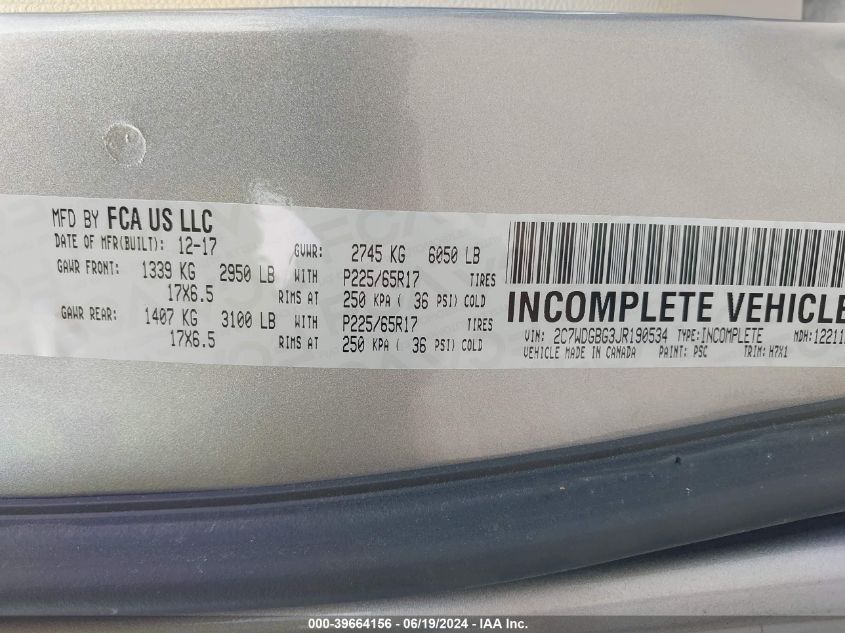 MFD BY FCA US LLC
DATE OF MFR(BUILT): 12-17 GVWR: 2745 KG 6050 LB
GAWR FRONT: 1339 KG 2950 LB WITH P225/65R17 TIRES
17X6.5 RIMS AT 250 KPA ( 36 PSI) COLD
GAWR REAR: 1407 KG 3100 LB WITH P225/65R17 TIRES
17X6.5 RIMS AT 250 KPA ( 36 PSI) COLD
INCOMPLETE VEHICLE
VIN: 2C7WDGBG3JR190534 TYPE:INCOMPLETE MDH:12211
VEHICLE MADE IN CANADA PAINT: PSC TRIM: H7X1
000-39664156 - 06/19/2024 - IAA Inc.